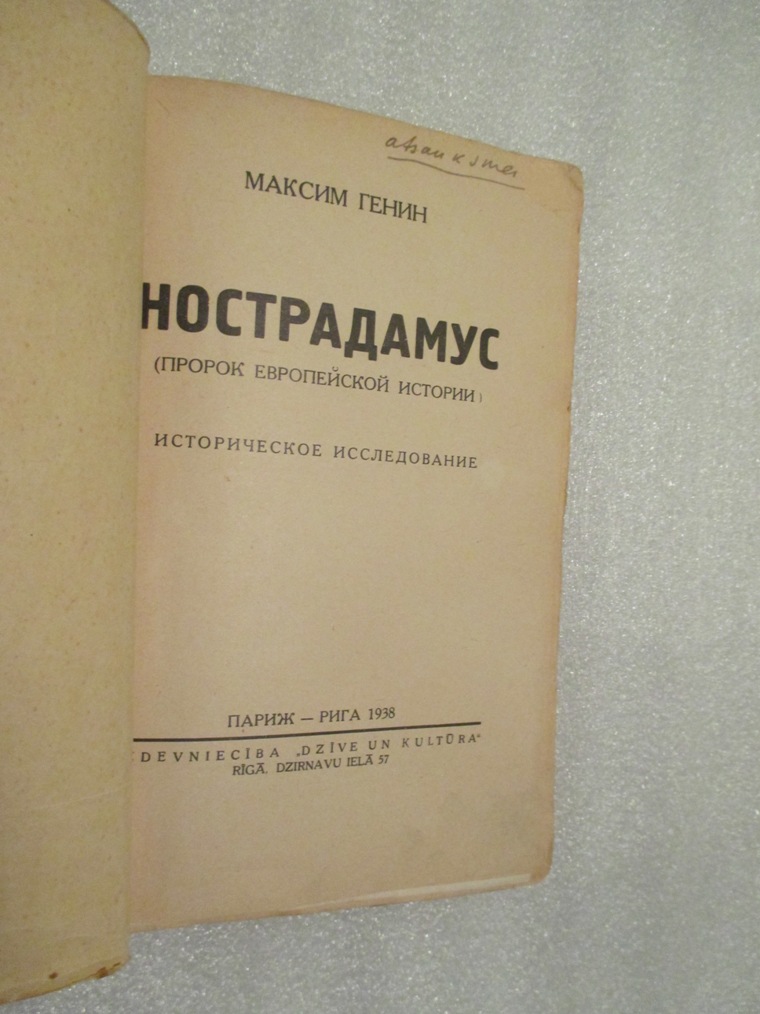 МАКСИМ ГЕНИН
НОСТРАДАМУС
(ПРОРОК ЕВРОПЕЙСКОЙ ИСТОРИИ)
ИСТОРИЧЕСКОЕ ИССЛЕДОВАНИЕ
ПАРИЖ — РИГА 1938
DEVNIECĪBA „DZĪVE UN KULTŪRA“
RĪGĀ, DZIRNAVU IELĀ 57